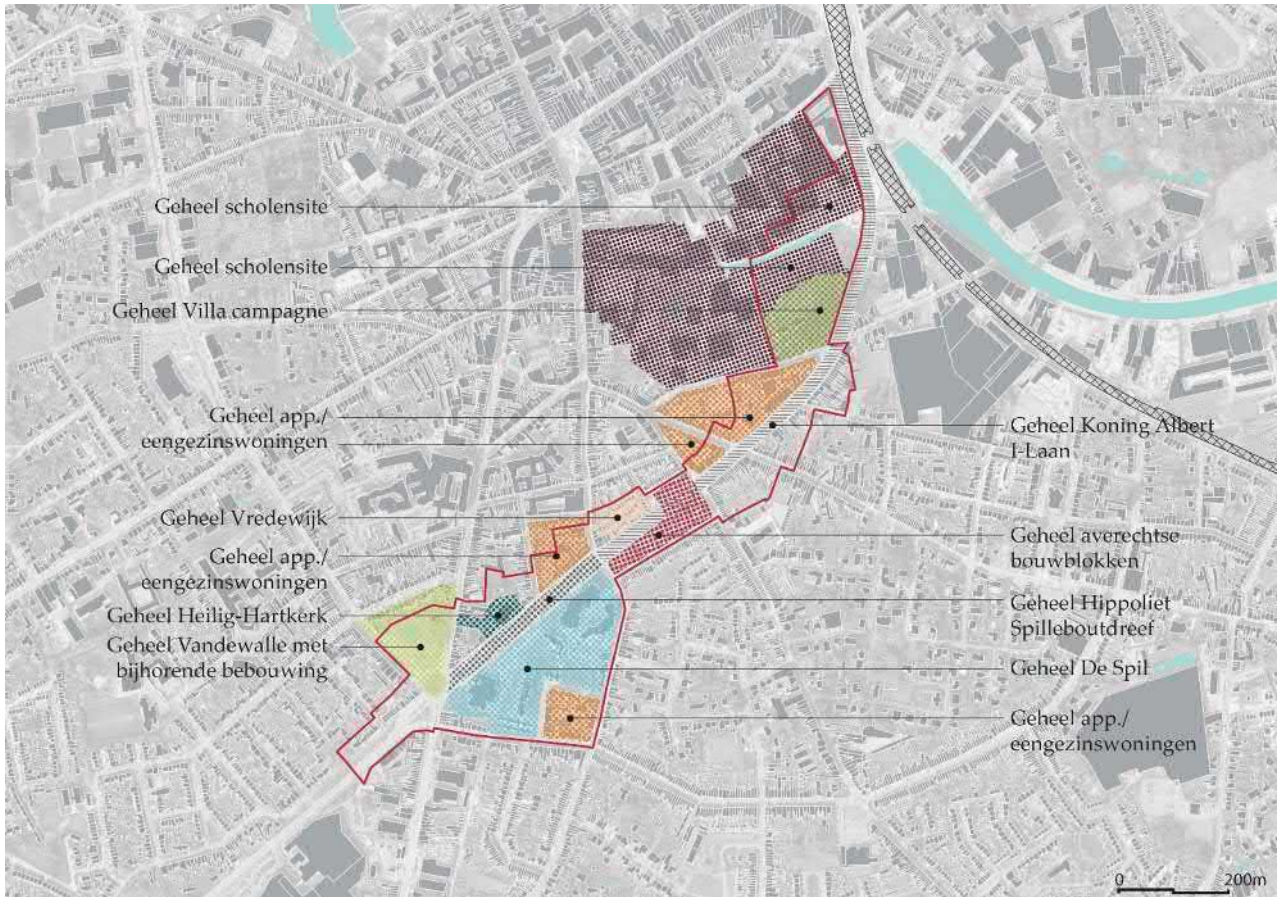 Geheel scholensite
Geheel scholensite
Geheel Villa campagne
Geheel app./
eengezinswoningen
Geheel Vredewijk
Geheel app./
eengezinswoningen
Geheel Heilig-Hartkerk
Geheel Vandewalle met
bijhorende bebouwing
Geheel Koning Albert
I-Laan
Geheel averechtse
bouwblokken
Geheel Hippoliet
Spilleboutdreef
Geheel De Spil
Geheel app./
eengezinswoningen
0 200m